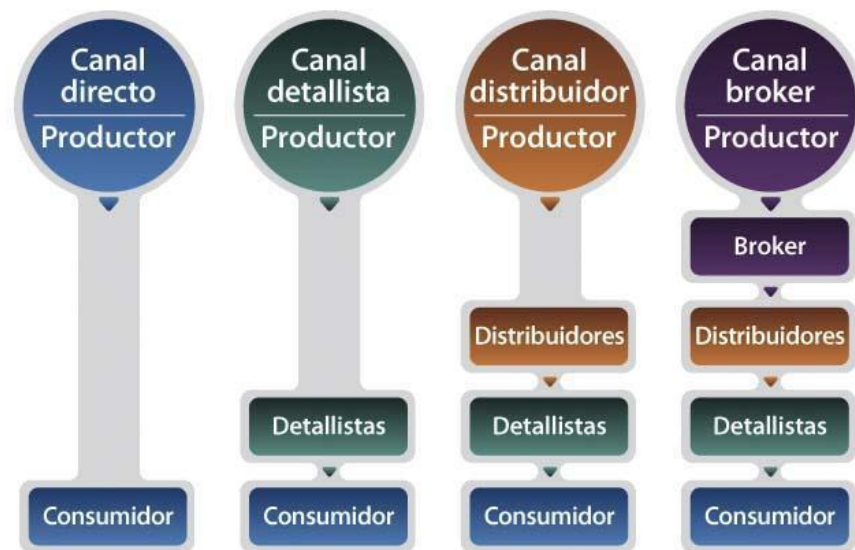 Canal
directo
Productor
Consumidor
Canal
detallista
Productor
Detallistas
Consumidor
Canal
distribuidor
Productor
Distribuidores
Detallistas
Consumidor
Canal
broker
Productor
Broker
Distribuidores
Detallistas
Consumidor